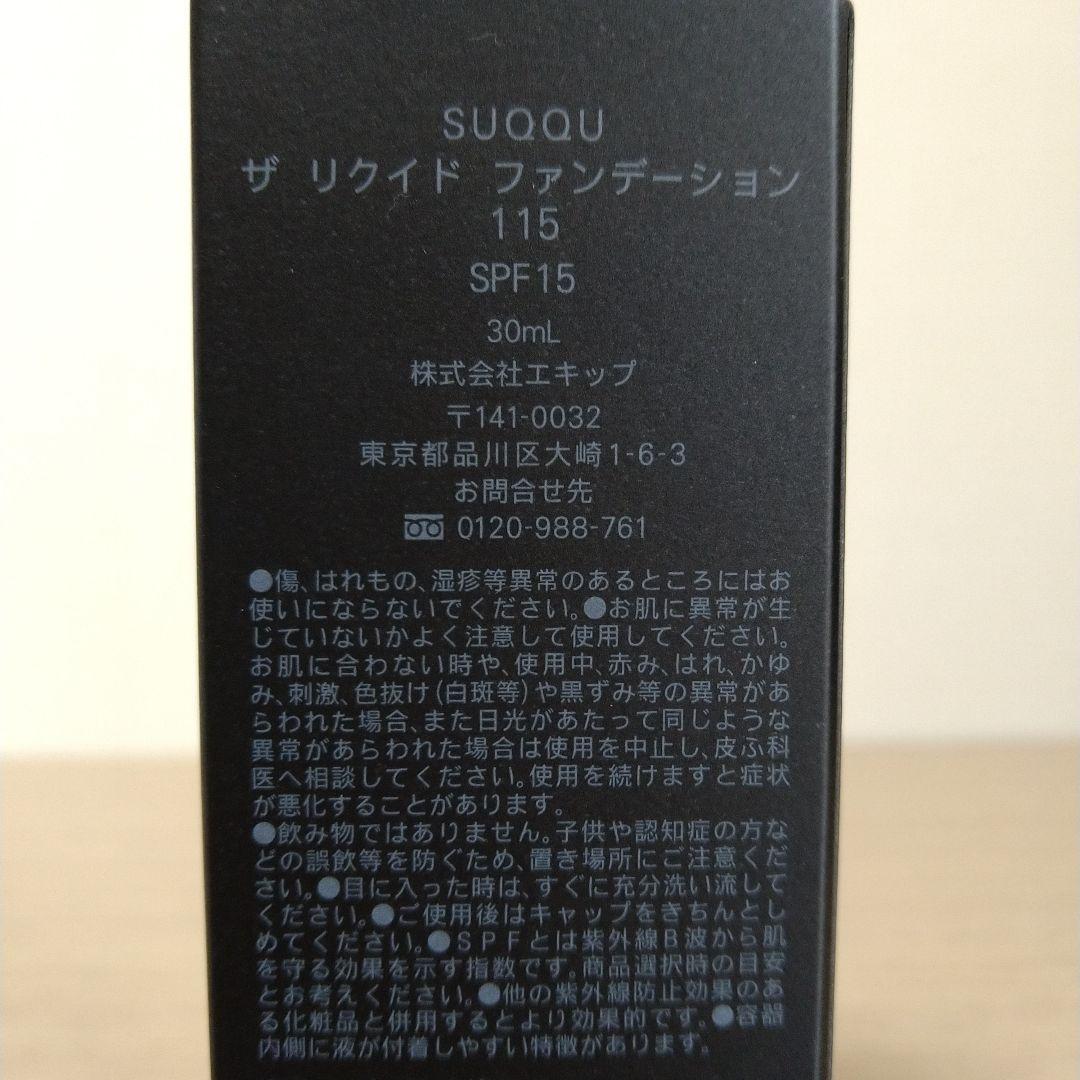 SUQQU
ザ リクイド ファンデーション
115
SPF15
30mL
株式会社エキップ
〒141-0032
東京都品川区大崎1-6-3
お問合せ先
0120-988-761
●傷、はれもの、湿疹等異常のあるところにはお
使いにならないでください。●お肌に異常が生
じていないかよく注意して使用してください。
お肌に合わない時や、使用中、赤み、はれ、かゆ
み、刺激、色抜け(白斑等)や黒ずみ等の異常があ
らわれた場合、また日光があたって同じような
異常があらわれた場合は使用を中止し、皮ふ科
医へ相談してください。使用を続けますと症状
が悪化することがあります。
●飲み物ではありません。子供や認知症の方な
どの誤飲等を防ぐため、置き場所にご注意くだ
さい。●目に入った時は、すぐに充分洗い流して
ください。●ご使用後はキャップをきちんとし
めてください。●SPFとは紫外線B波から肌
を守る効果を示す指数です。商品選択時の目安
とお考えください。●他の紫外線防止効果のあ
る化粧品と併用するとより効果的です。●容器
内側に液が付着しやすい特徴があります。